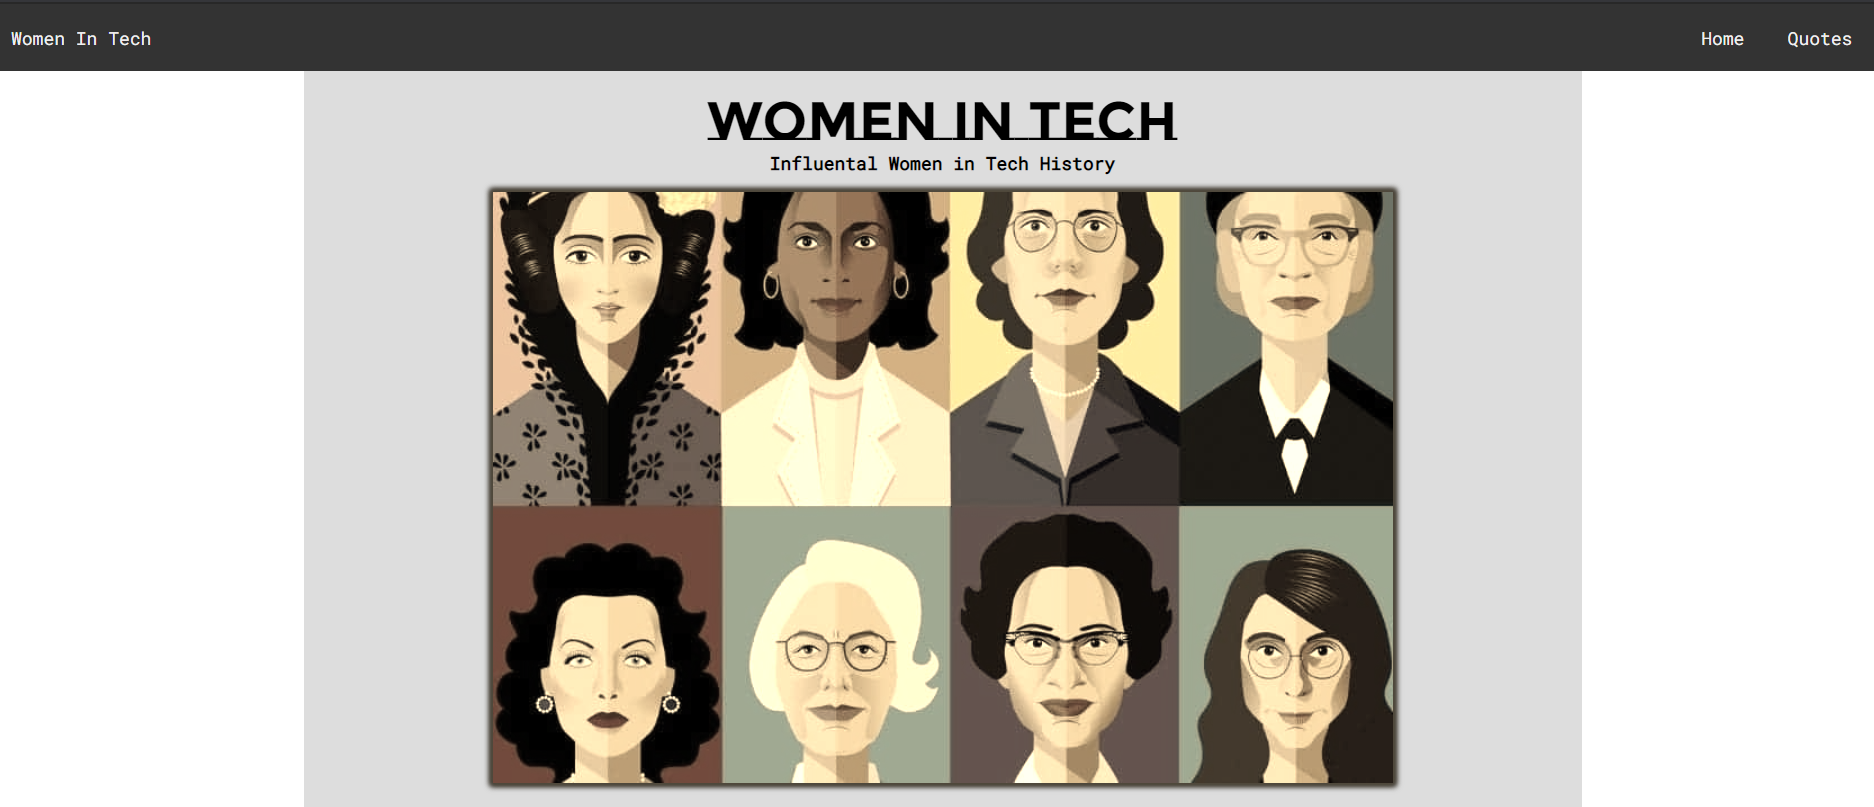 Women In Tech
Home
Quotes
WOMEN IN TECH
Influental Women in Tech History